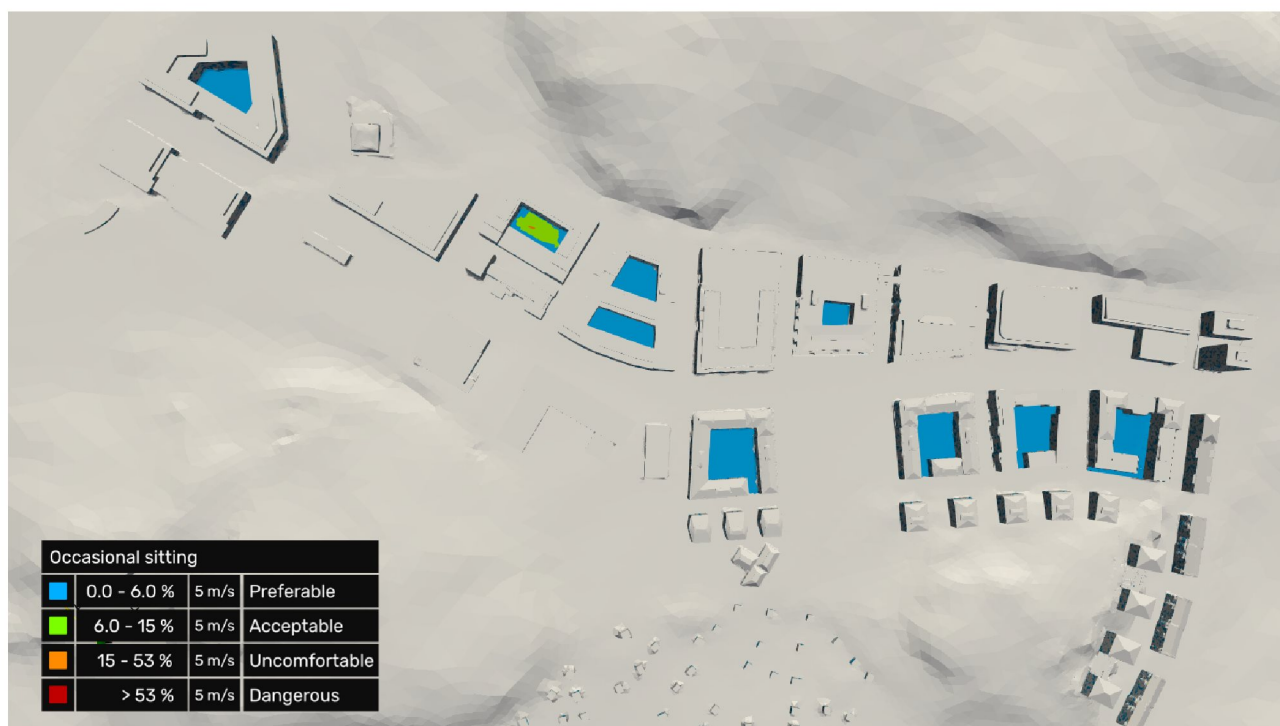 Occasional sitting
0.0 - 6.0 % 5 m/s Preferable
6.0 - 15 % 5 m/s Acceptable
15 - 53 % 5 m/s Uncomfortable
> 53 % 5 m/s Dangerous